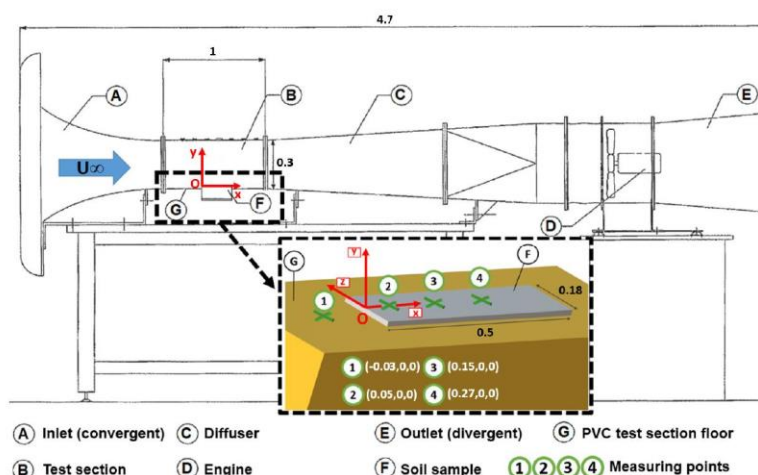 4.7
1
A
B
C
E
U∞
y
0.3
O
x
G
F
D
G
Y
F
Z
1
2
3
4
0.18
O
X
0.5
1 (-0.03,0,0) 3 (0.15,0,0)
2 (0.05,0,0) 4 (0.27,0,0)
A Inlet (convergent) C Diffuser E Outlet (divergent) G PVC test section floor
B Test section D Engine F Soil sample 1 2 3 4 Measuring points